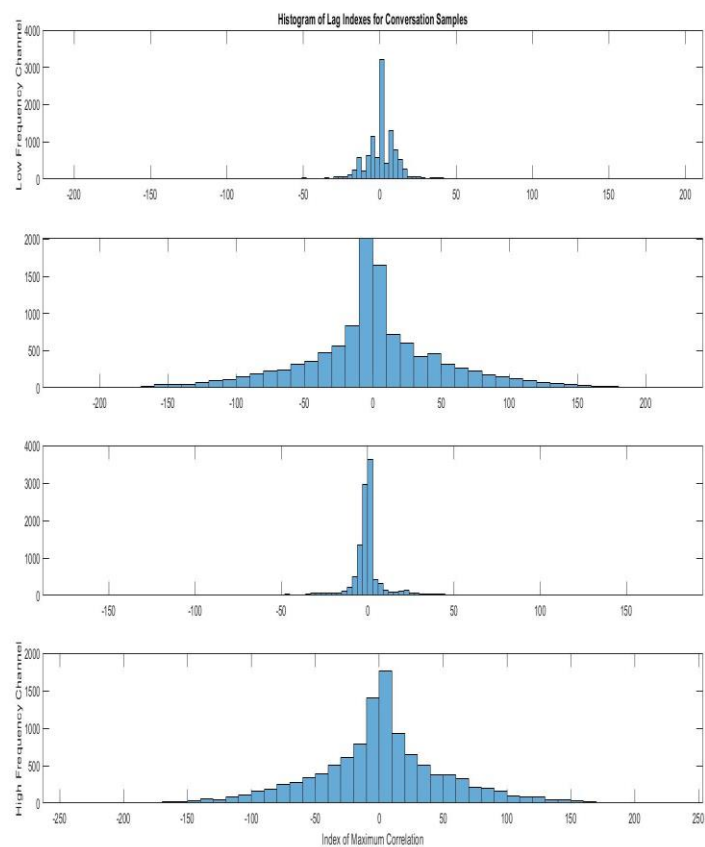 Histogram of Lag Indexes for Conversation Samples
Low Frequency Channel
4000
3000
2000
1000
0
-200 -150 -100 -50 0 50 100 150 200
2000
1500
1000
500
0
-200 -150 -100 -50 0 50 100 150 200
4000
3000
2000
1000
0
-150 -100 -50 0 50 100 150
High Frequency Channel
2000
1500
1000
500
0
-250 -200 -150 -100 -50 0 50 100 150 200 250
Index of Maximum Correlation